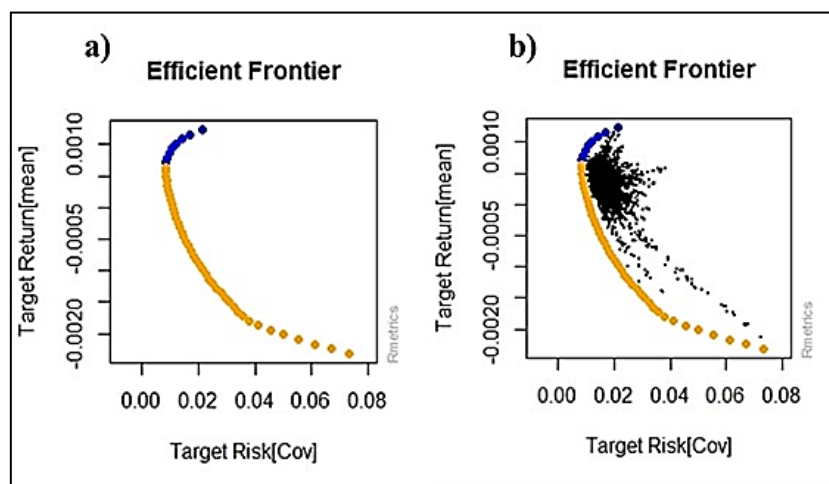 a)
Efficient Frontier
Target Return[mean]
0.0010
-0.0005
-0.0020
0.00 0.02 0.04 0.06 0.08
Target Risk[Cov]
Rmetrics
b)
Efficient Frontier
Target Return[mean]
0.0010
-0.0005
-0.0020
0.00 0.02 0.04 0.06 0.08
Target Risk[Cov]
Rmetrics